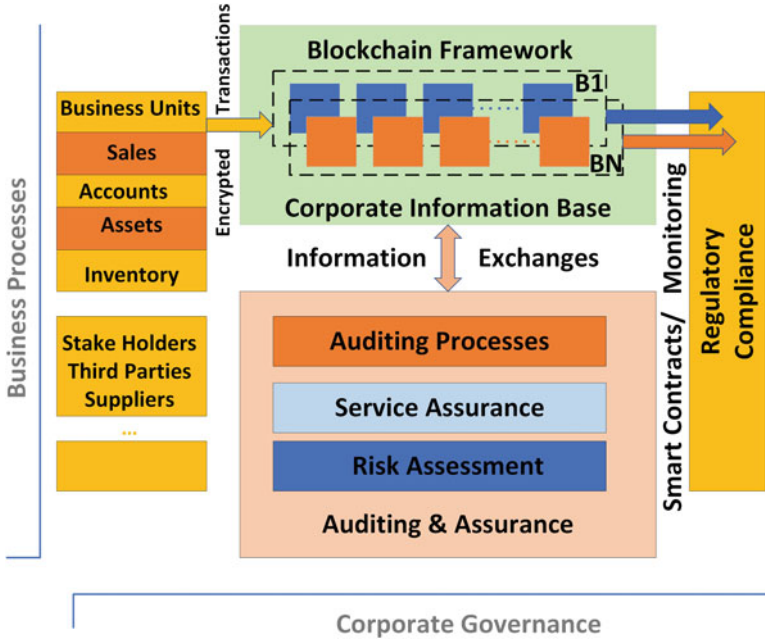 Business Processes
Business Units
Sales
Accounts
Assets
Inventory
Stake Holders
Third Parties
Suppliers
...
Encrypted Transactions
Blockchain Framework
B1
BN
Corporate Information Base
Information Exchanges
Auditing Processes
Service Assurance
Risk Assessment
Auditing & Assurance
Smart Contracts/ Monitoring
Regulatory
Compliance
Corporate Governance